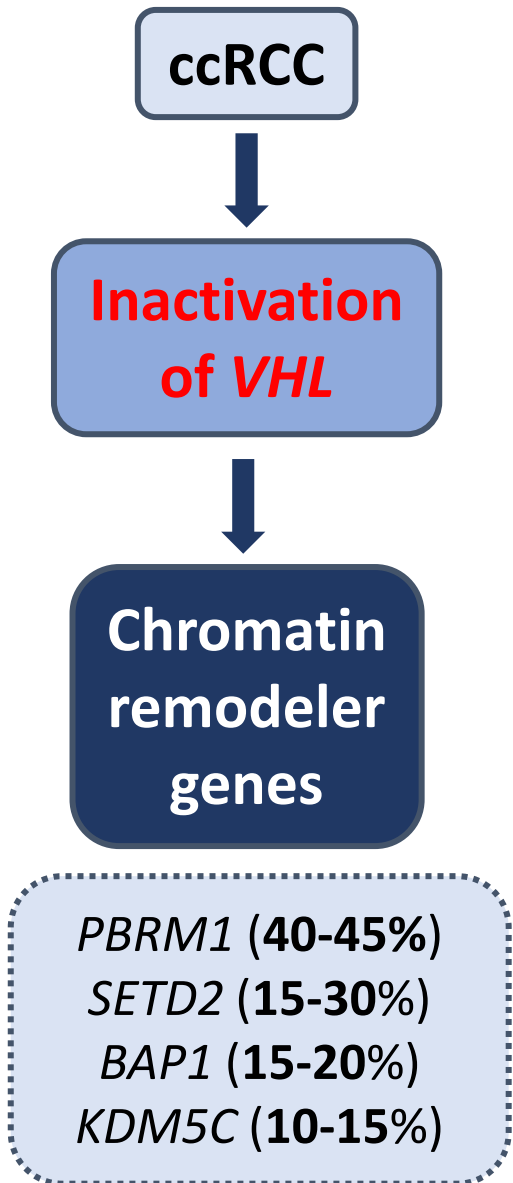 ccRCC
Inactivation
of VHL
Chromatin
remodeler
genes
PBRM1 (40-45%)
SETD2 (15-30%)
BAP1 (15-20%)
KDM5C (10-15%)